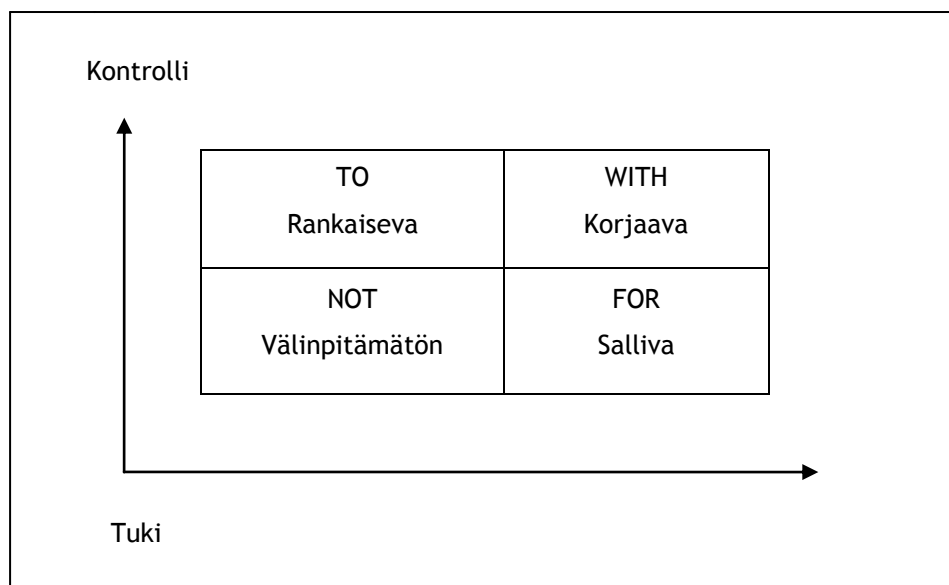 Kontrolli
TO
Rankaiseva
WITH
Korjaava
NOT
Välinpitämätön
FOR
Salliva
Tuki